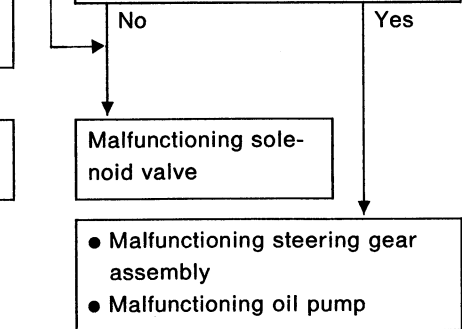 No
Yes
Malfunctioning sole-
noid valve
● Malfunctioning steering gear
assembly
● Malfunctioning oil pump